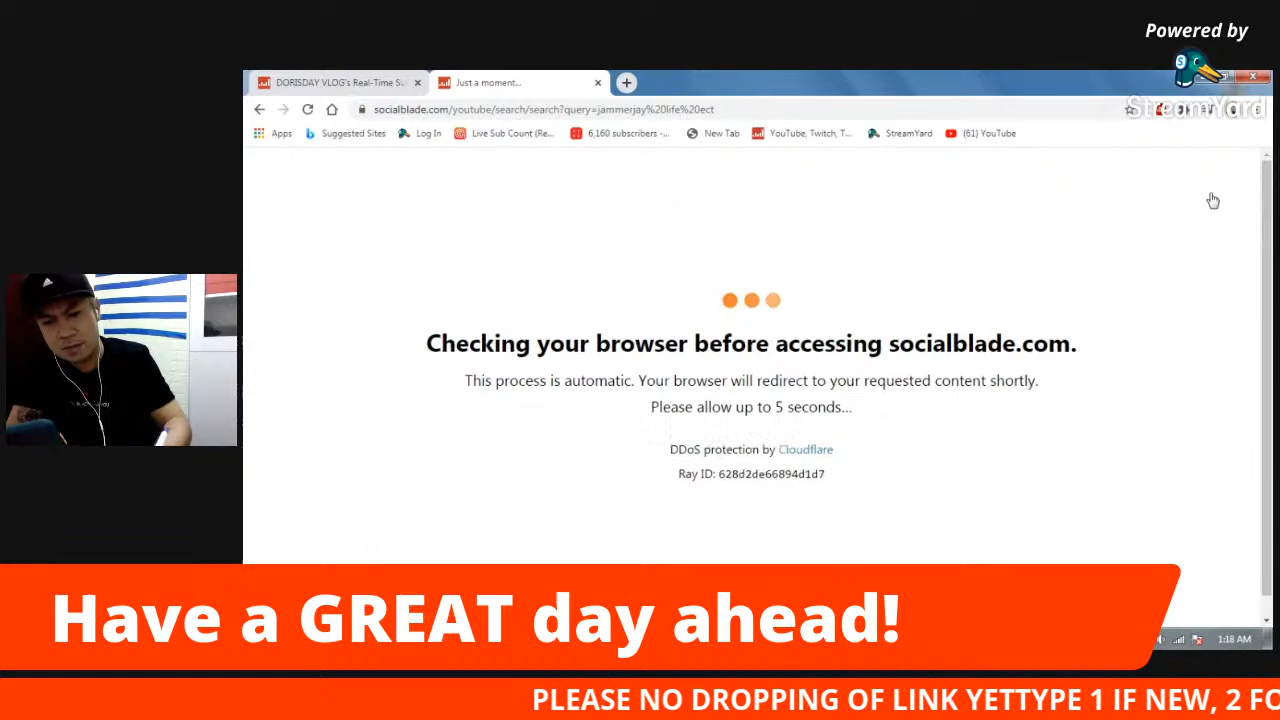 Powered by
StreamYard
DORISDAY VLOG's Real-Time Su
Just a moment...
socialblade.com/youtube/search/search?query=jammerjay%20life%20ect
Apps
Suggested Sites
Log In
Live Sub Count (Re...
6,160 subscribers -...
New Tab
YouTube, Twitch, T...
StreamYard
(61) YouTube
Checking your browser before accessing socialblade.com.
This process is automatic. Your browser will redirect to your requested content shortly.
Please allow up to 5 seconds...
DDoS protection by Cloudflare
Ray ID: 628d2de66894d1d7
Have a GREAT day ahead!
1:18 AM
PLEASE NO DROPPING OF LINK YETTYPE 1 IF NEW, 2 FO